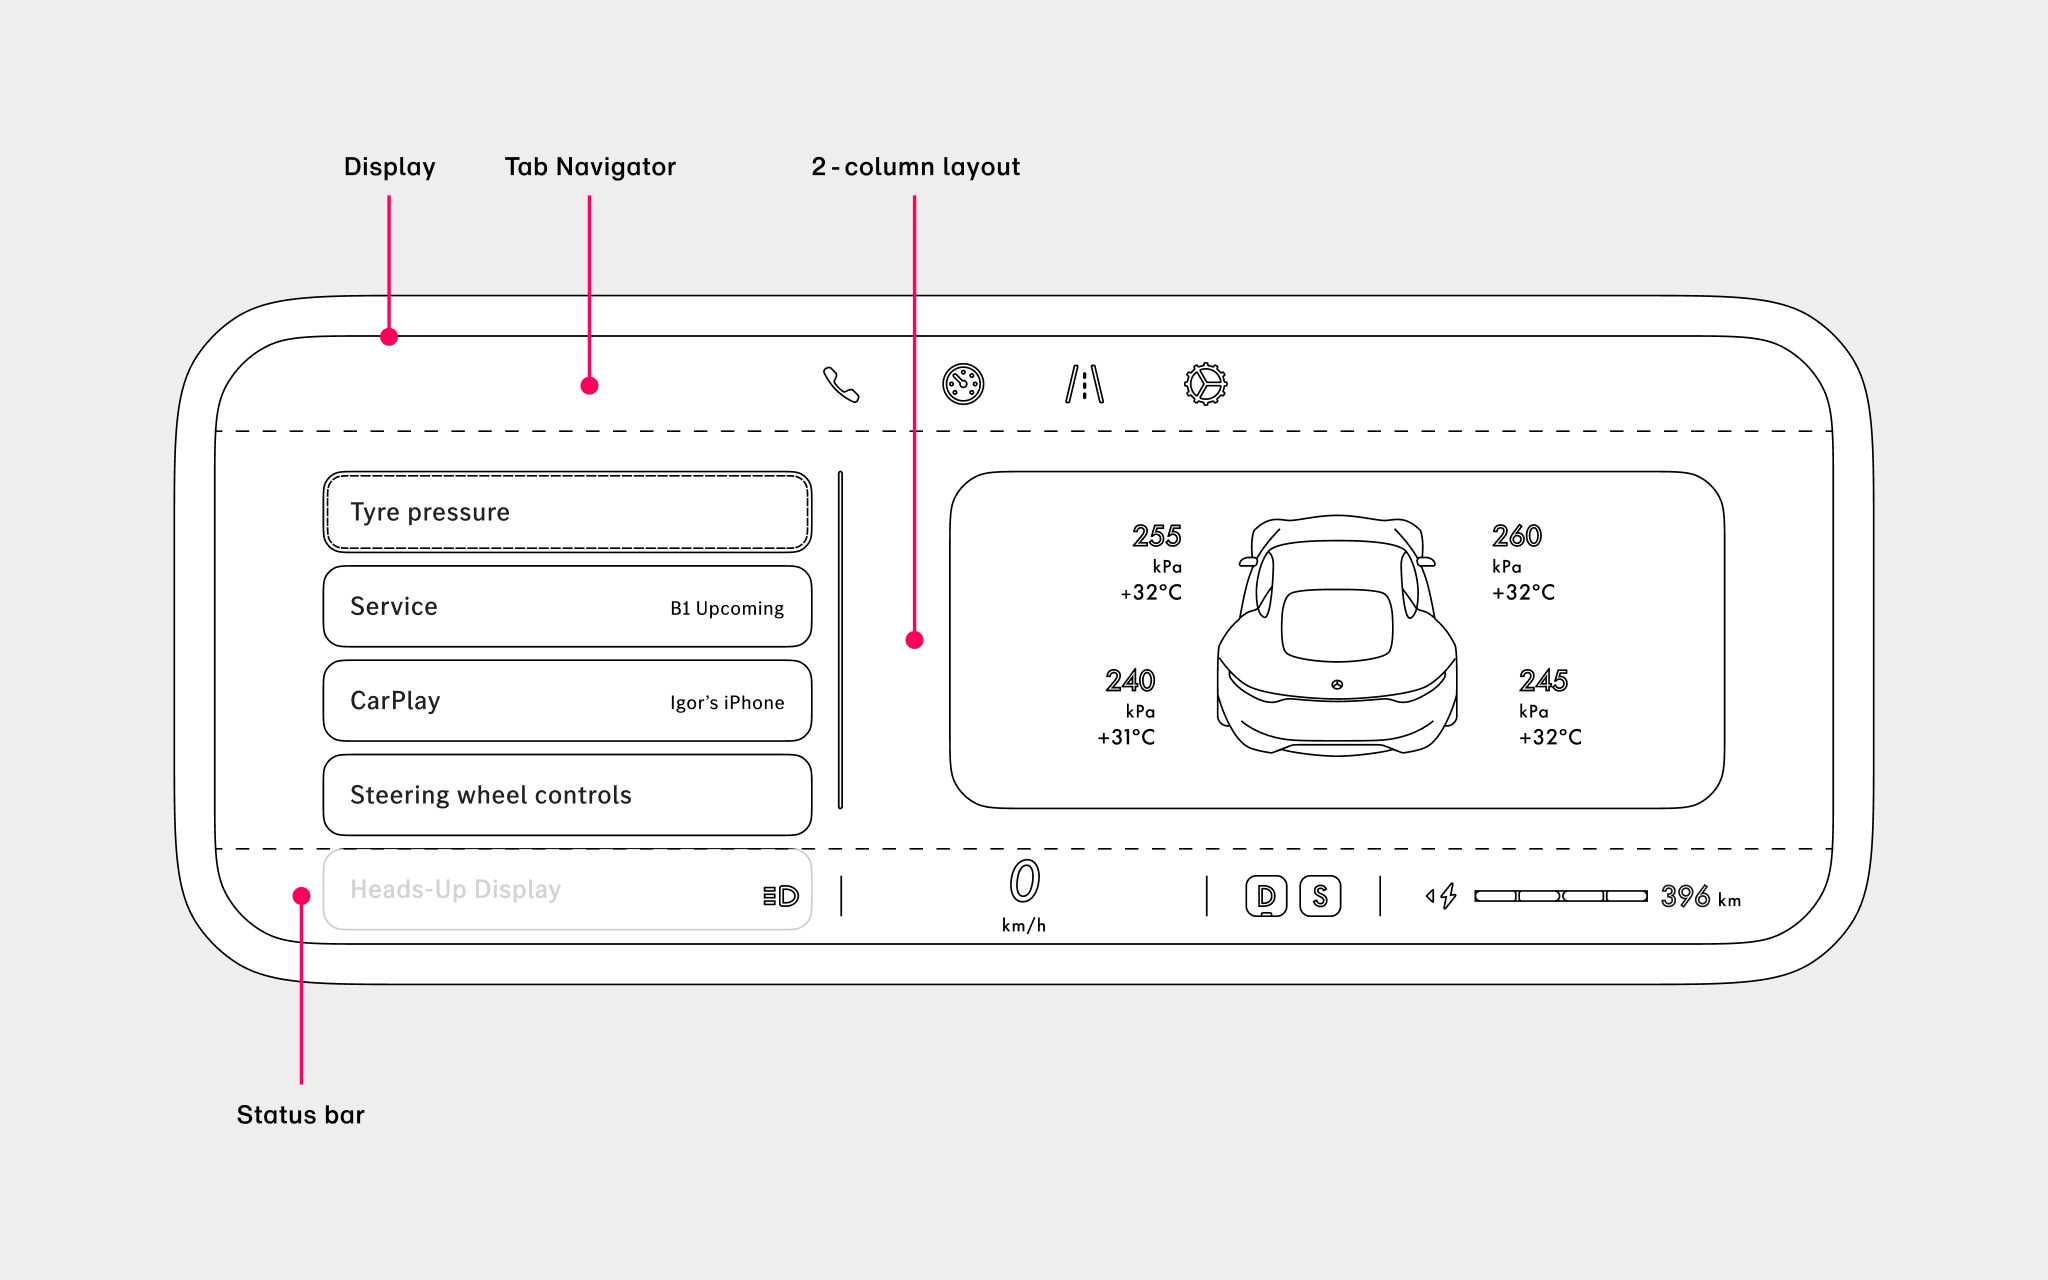 Display
Tab Navigator
2-column layout
Tyre pressure
Service
B1 Upcoming
CarPlay
Igor’s iPhone
Steering wheel controls
Heads-Up Display
255
kPa
+32°C
260
kPa
+32°C
240
kPa
+31°C
245
kPa
+32°C
0
km/h
D
S
396 km
Status bar